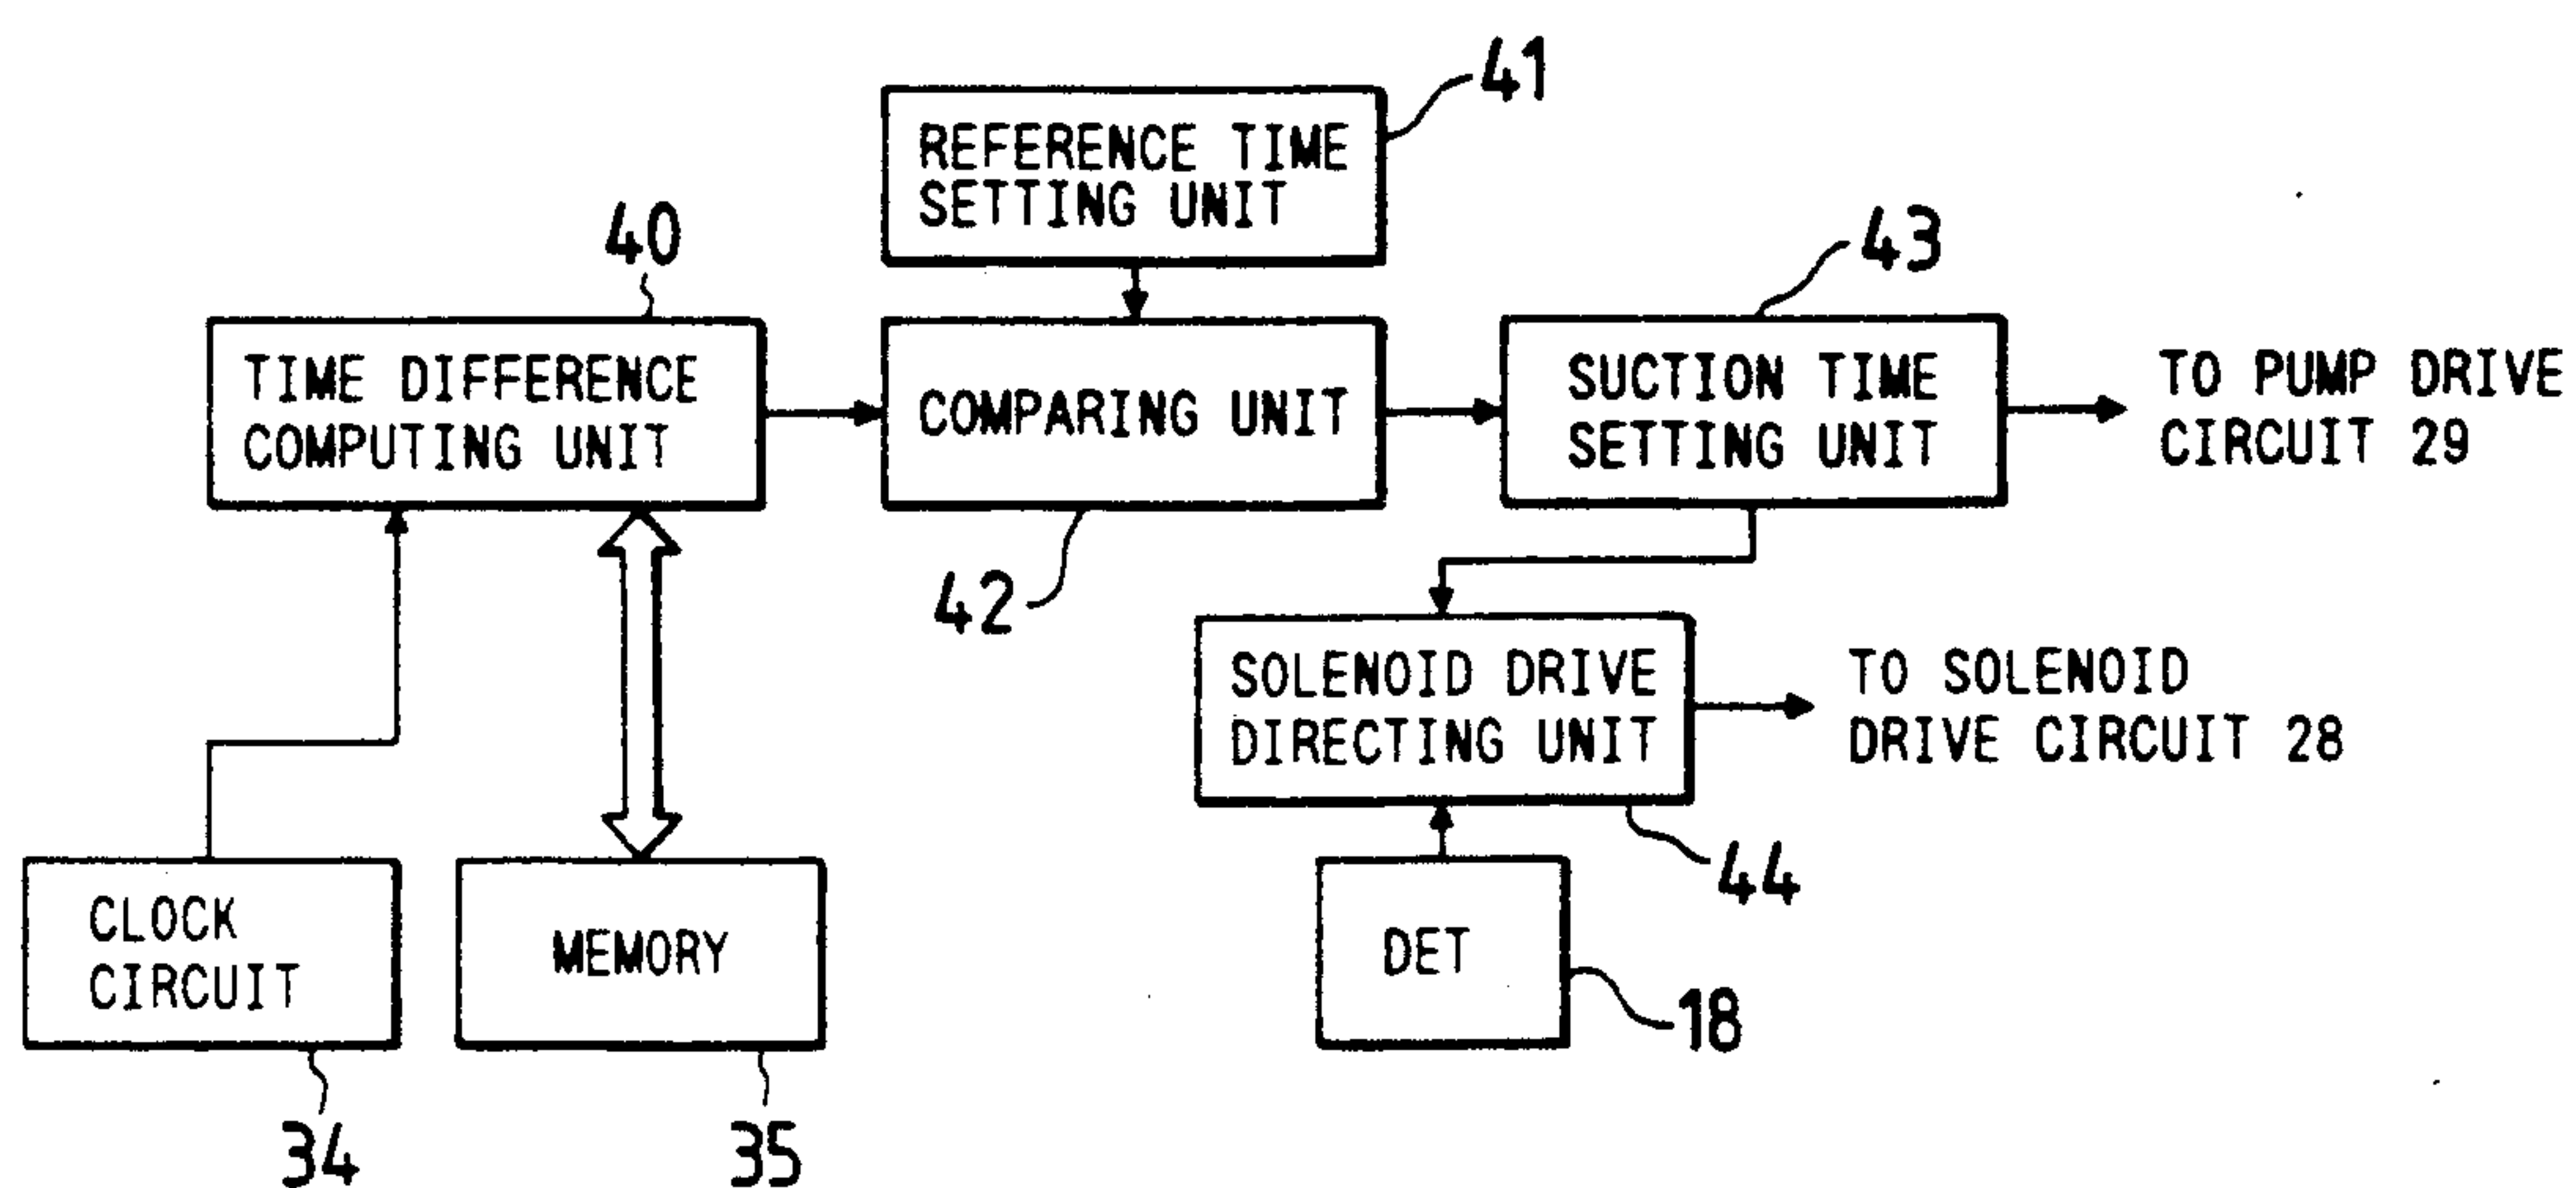 41
REFERENCE TIME
SETTING UNIT
40
43
TIME DIFFERENCE
COMPUTING UNIT
COMPARING UNIT
SUCTION TIME
SETTING UNIT
TO PUMP DRIVE
CIRCUIT 29
42
SOLENOID DRIVE
DIRECTING UNIT
TO SOLENOID
DRIVE CIRCUIT 28
44
CLOCK
CIRCUIT
MEMORY
DET
18
34
35